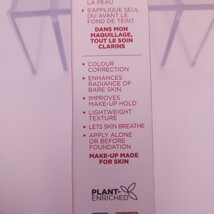 LA PEAU
• S'APPLIQUE SEUL
OU AVANT LE
FOND DE TEINT
DANS MON
MAQUILLAGE,
TOUT LE SOIN
CLARINS
• COLOUR
CORRECTION
• ENHANCES
RADIANCE OF
BARE SKIN
• IMPROVES
MAKE-UP HOLD
• LIGHTWEIGHT
TEXTURE
• LETS SKIN BREATHE
• APPLY ALONE
OR BEFORE
FOUNDATION
MAKE-UP MADE
FOR SKIN
PLANT-
ENRICHED